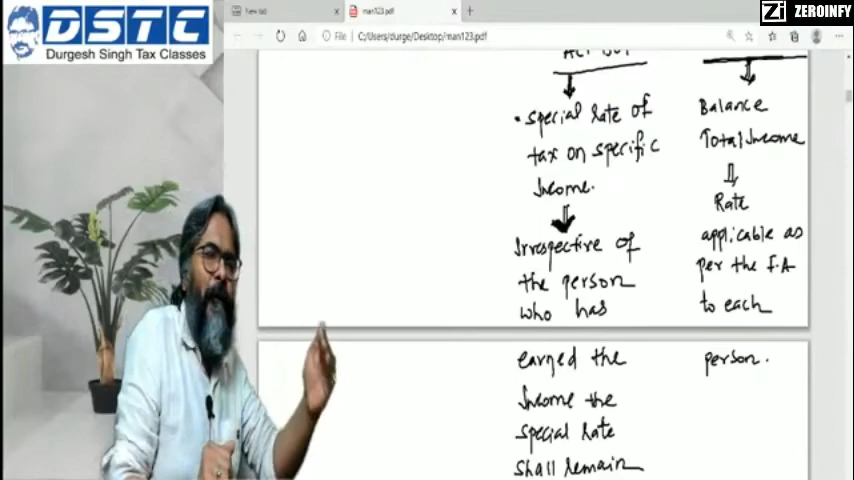 DSTC
Durgesh Singh Tax Classes
New tab
man123.pdf
File
C:/Users/durge/Desktop/man123.pdf
Zi ZEROINFY
• special rate of
tax on specific
Income.
Irrespective of
the person
who has
earned the
Income the
special Rate
shall remain
Balance
Total Income
Rate
applicable as
per the F.A
to each
person.